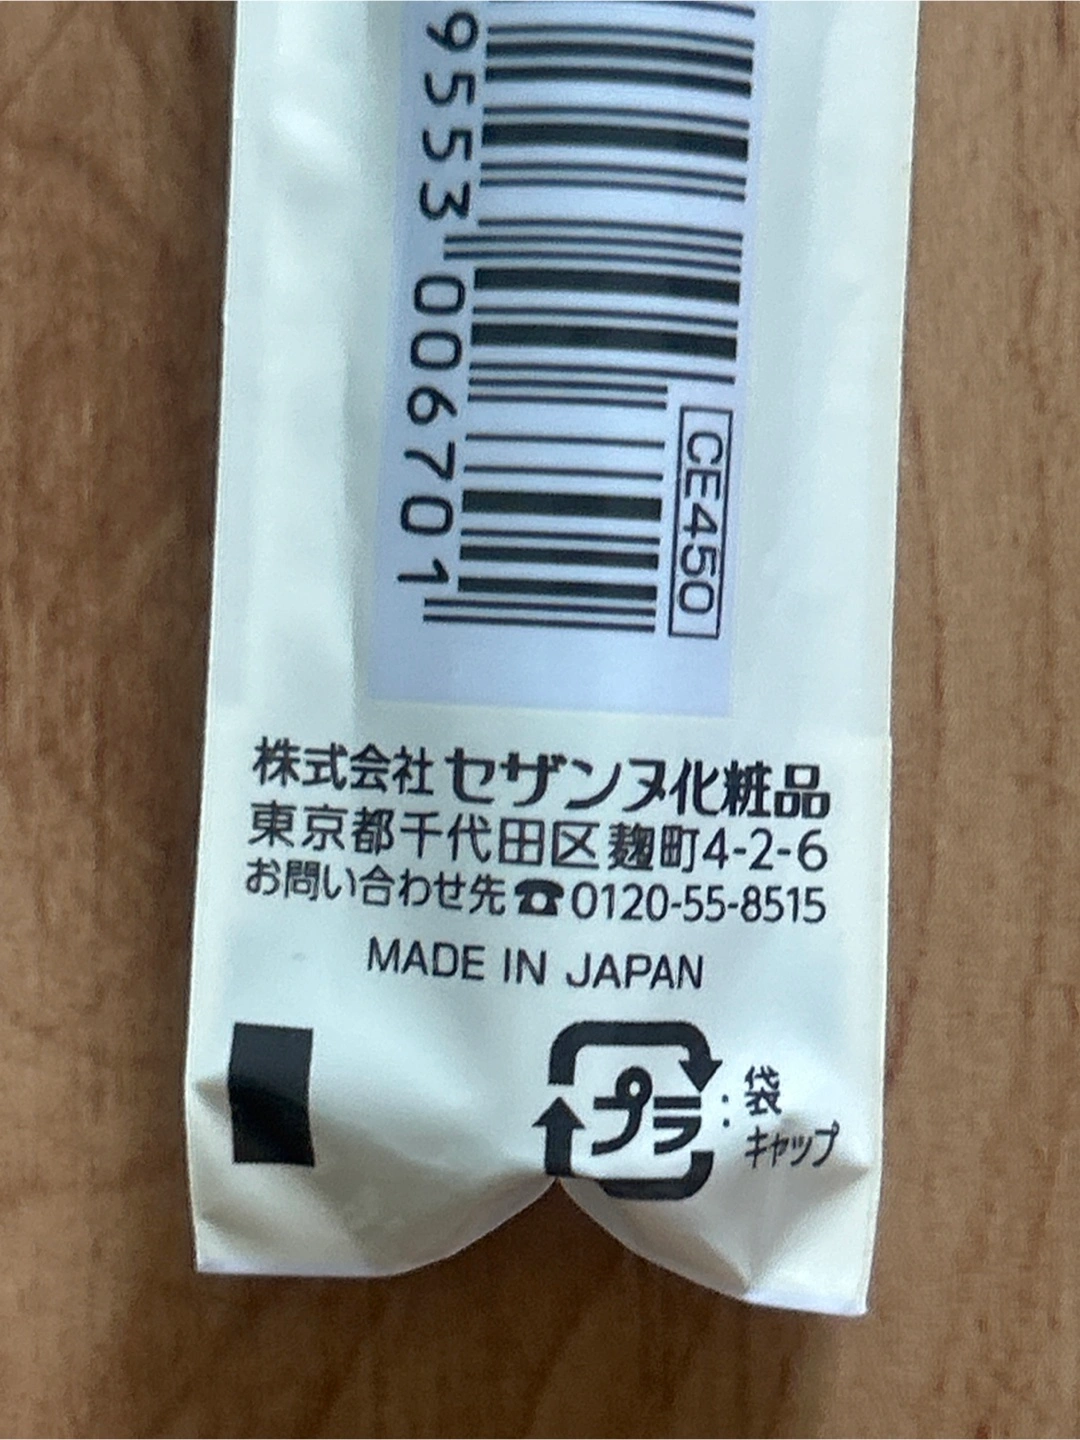 9553 006701
CE450
株式会社 セザンヌ化粧品
東京都千代田区麹町4-2-6
お問い合わせ先☎0120-55-8515
MADE IN JAPAN
プラ : 袋
キャップ